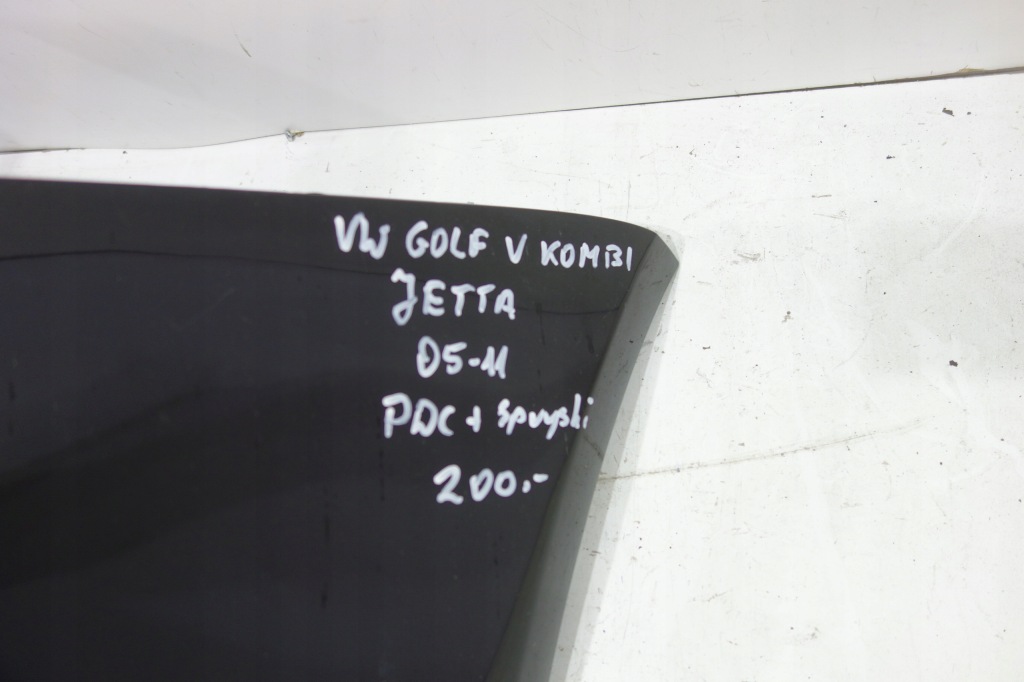 VW GOLF V KOMBI
JETTA
05-11
PDC + Spryski
200.-